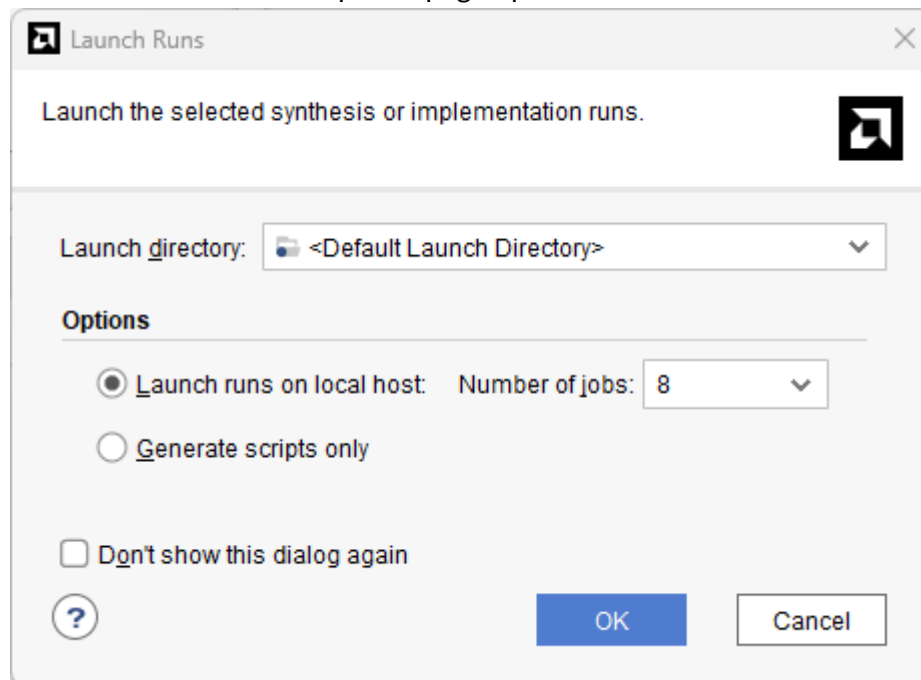 Launch Runs
Launch the selected synthesis or implementation runs.
Launch directory: <Default Launch Directory>
Options
Launch runs on local host: Number of jobs: 8
Generate scripts only
Don't show this dialog again
? OK Cancel